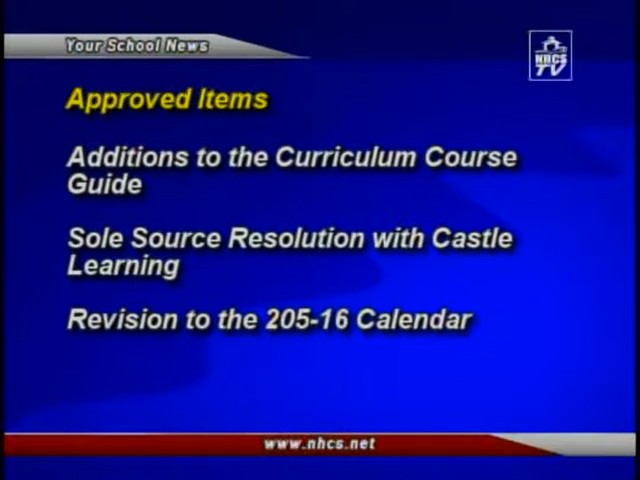 Your School News
NHCS
TV
Approved Items
Additions to the Curriculum Course
Guide
Sole Source Resolution with Castle
Learning
Revision to the 205-16 Calendar
www.nhcs.net